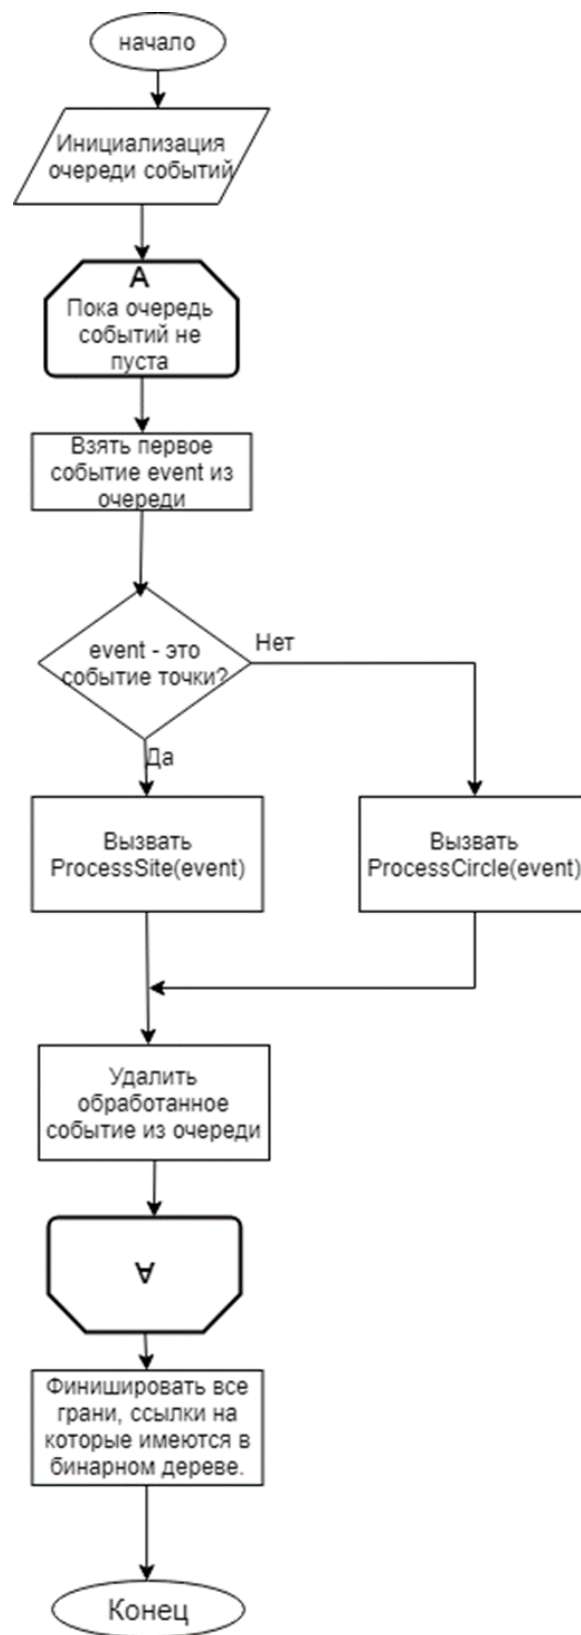 начало
Инициализация
очереди событий
А
Пока очередь
событий не
пуста
Взять первое
событие event из
очереди
event - это
событие точки?
Нет
Да
Вызвать
ProcessSite(event)
Вызвать
ProcessCircle(event)
Удалить
обработанное
событие из очереди
А
Финишировать все
грани, ссылки на
которые имеются в
бинарном дереве.
Конец